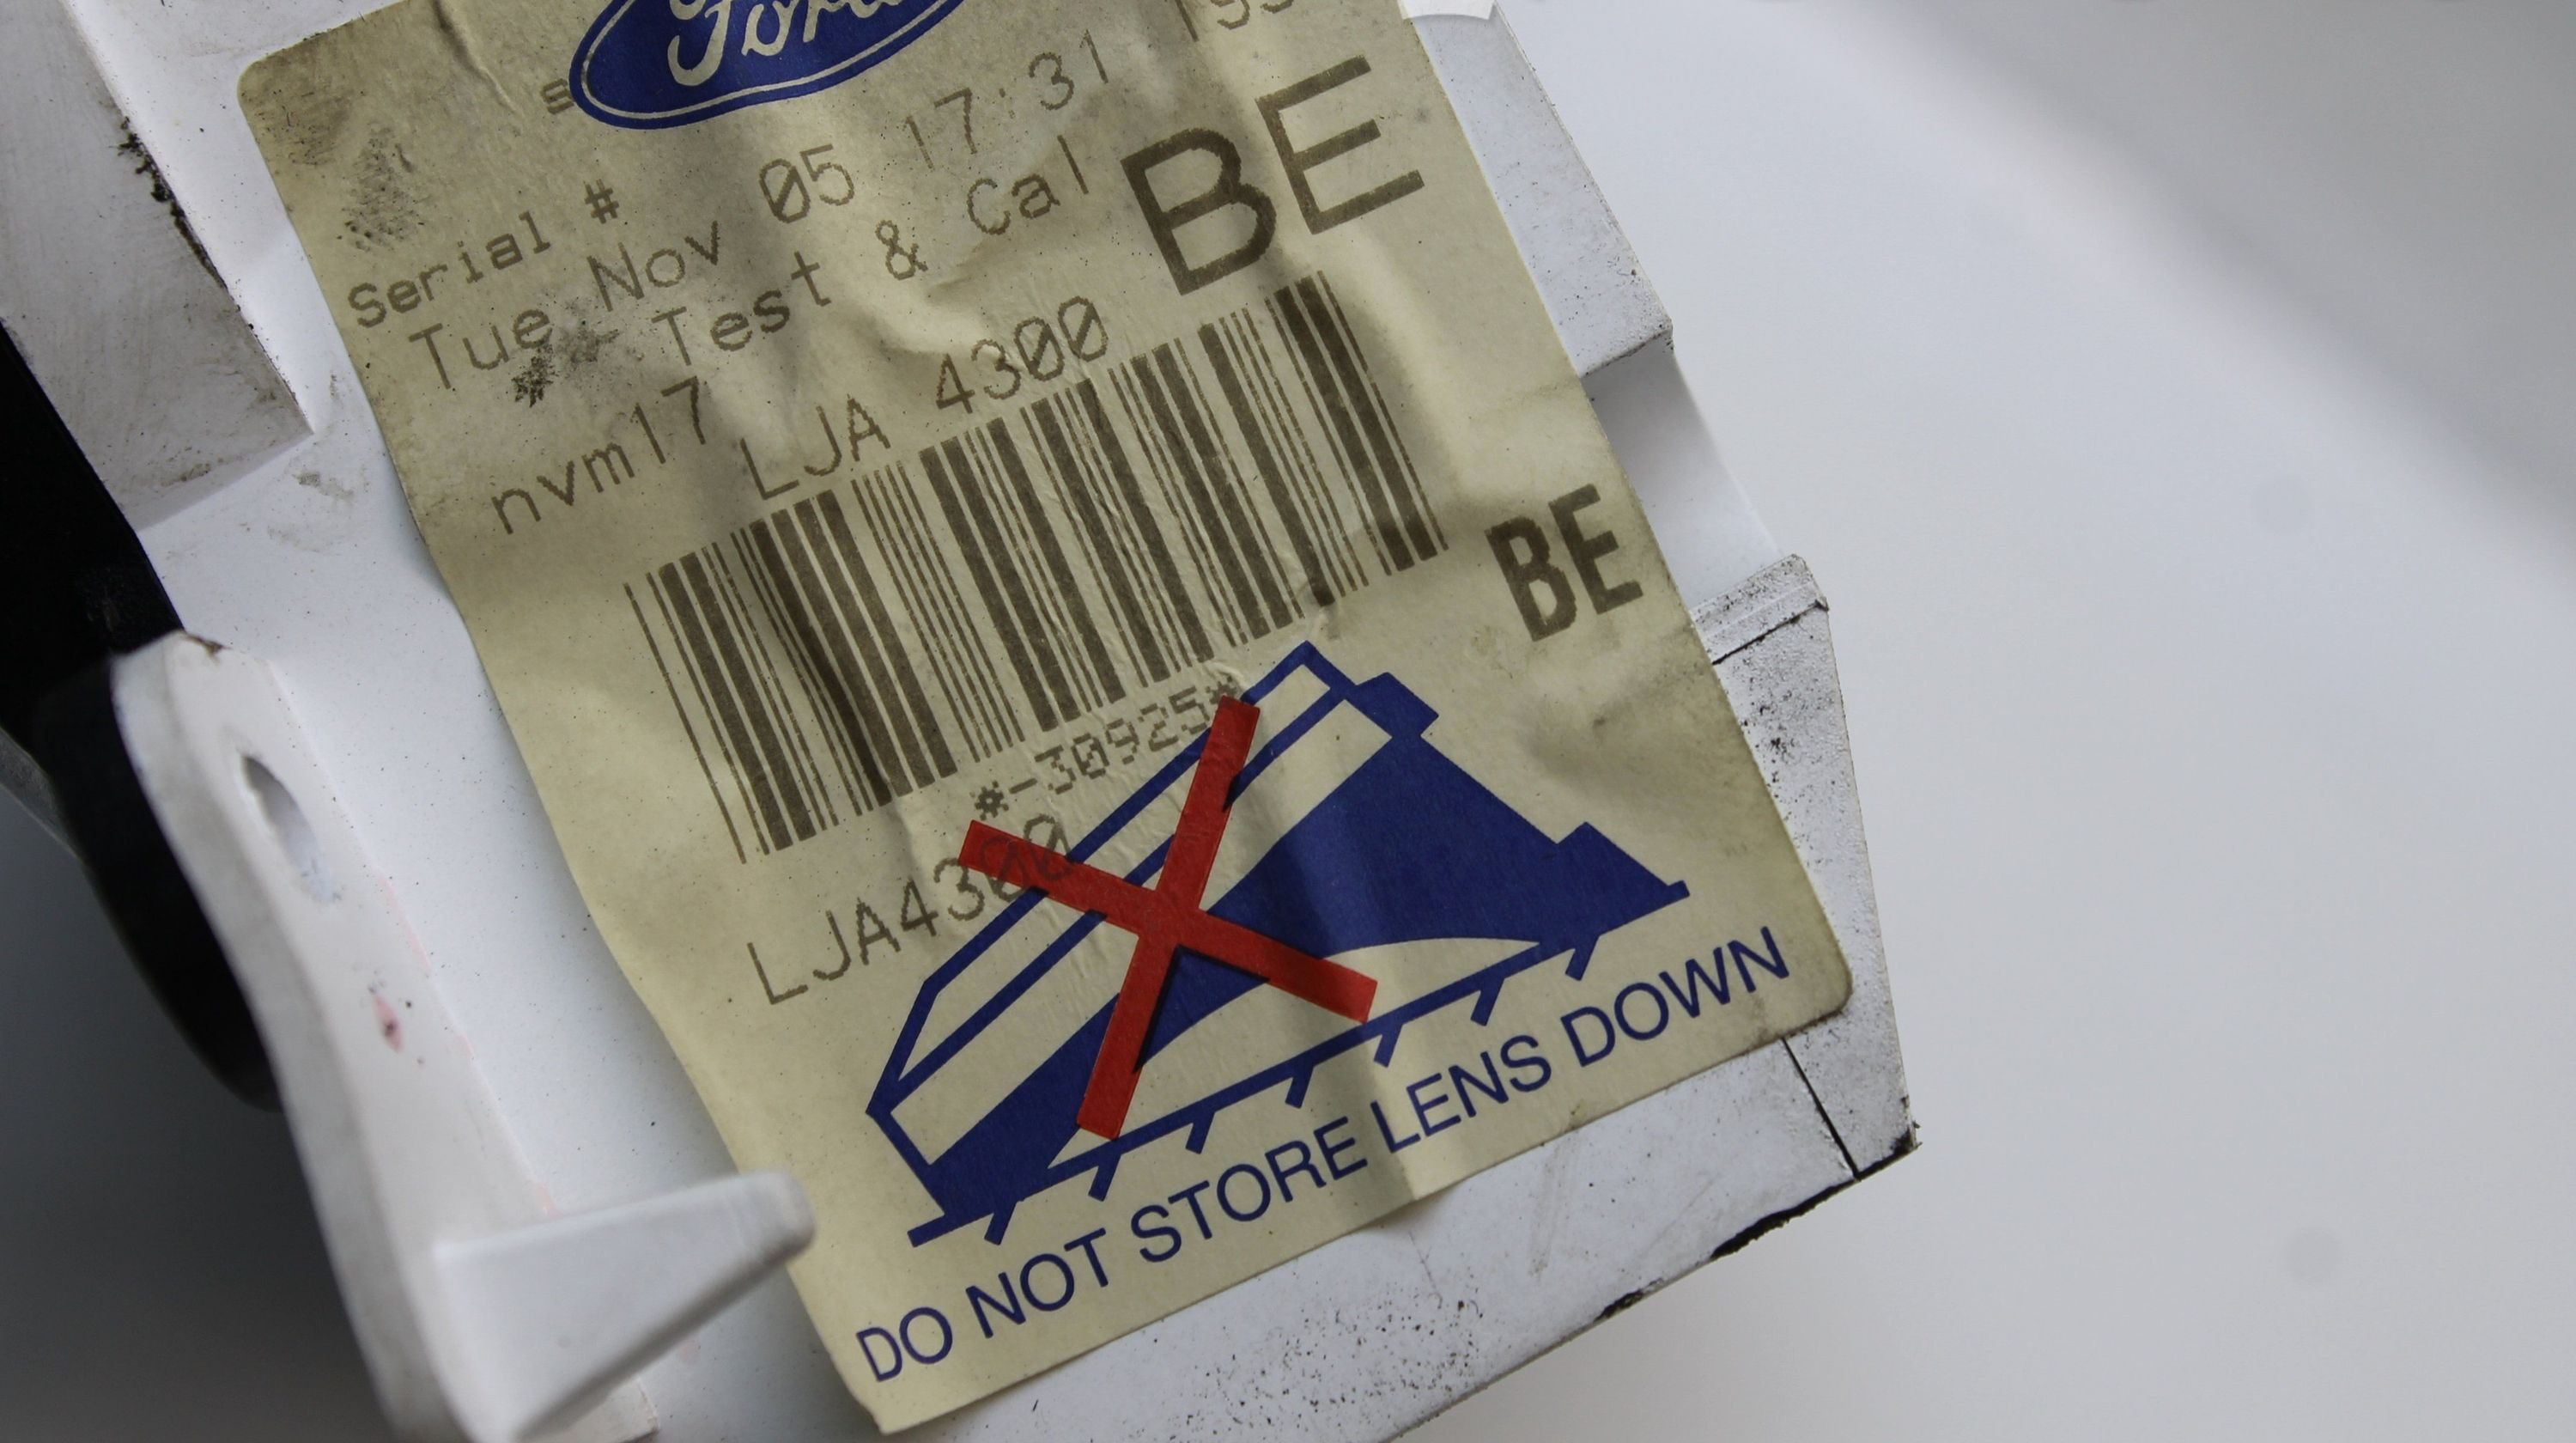 Ford
Serial #
Tue Nov 05 17:31
Test & Cal
BE
nvm17
LJA 4300
BE
*-30925*
LJA4300
DO NOT STORE LENS DOWN